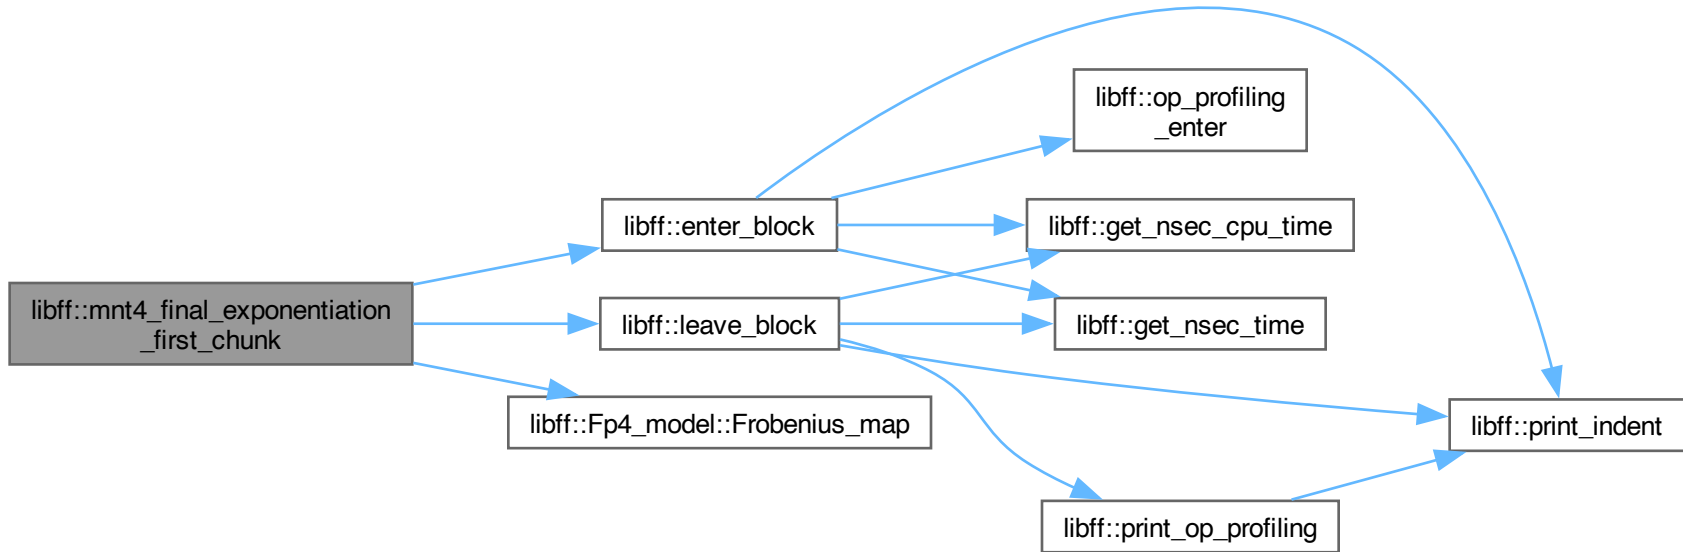 libff::mnt4_final_exponentiation
_first_chunk
libff::enter_block
libff::leave_block
libff::Fp4_model::Frobenius_map
libff::op_profiling
_enter
libff::get_nsec_cpu_time
libff::get_nsec_time
libff::print_op_profiling
libff::print_indent